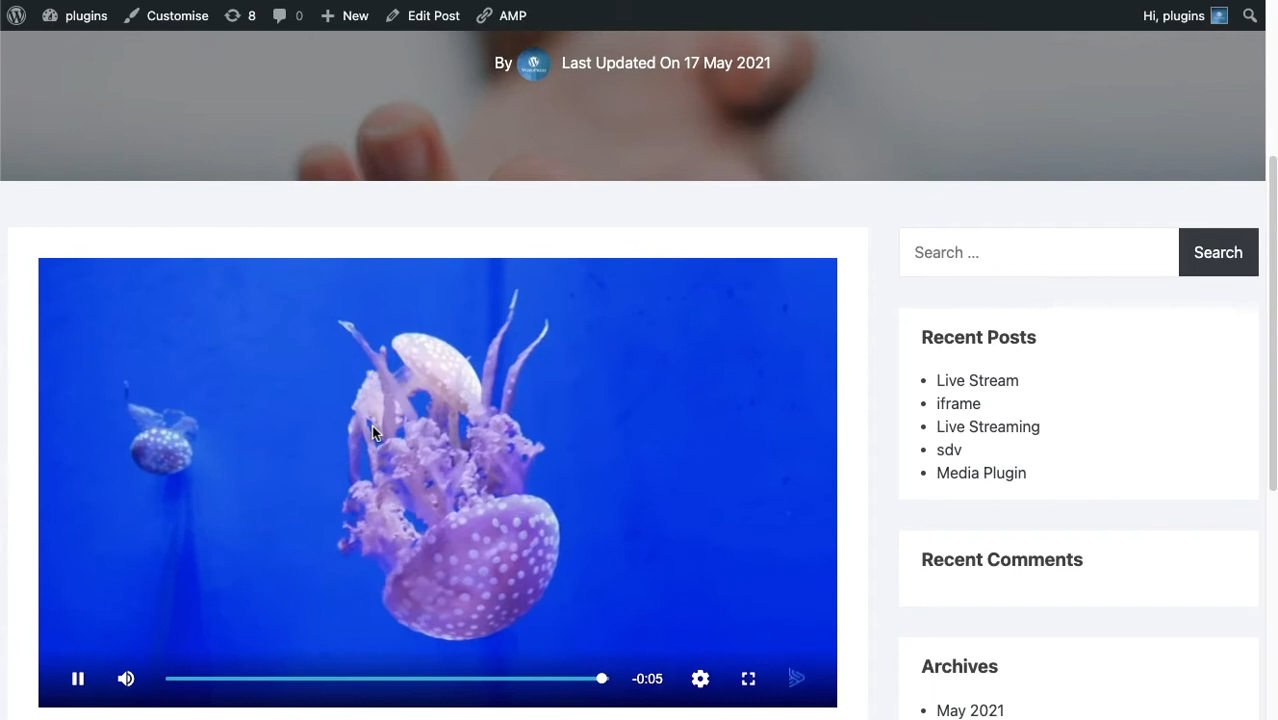 plugins
Customise
8
0
New
Edit Post
AMP
Hi, plugins
By
Last Updated On 17 May 2021
Search ...
Search
Recent Posts
Live Stream
iframe
Live Streaming
sdv
Media Plugin
Recent Comments
Archives
May 2021
-0:05